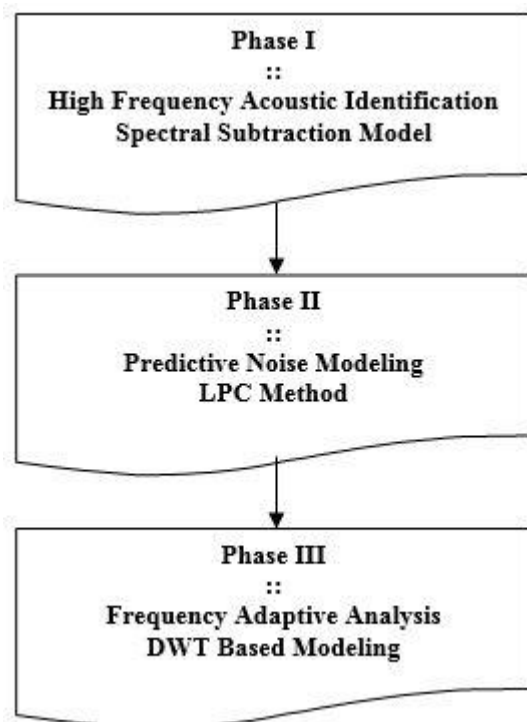 Phase I
::
High Frequency Acoustic Identification
Spectral Subtraction Model
Phase II
::
Predictive Noise Modeling
LPC Method
Phase III
::
Frequency Adaptive Analysis
DWT Based Modeling